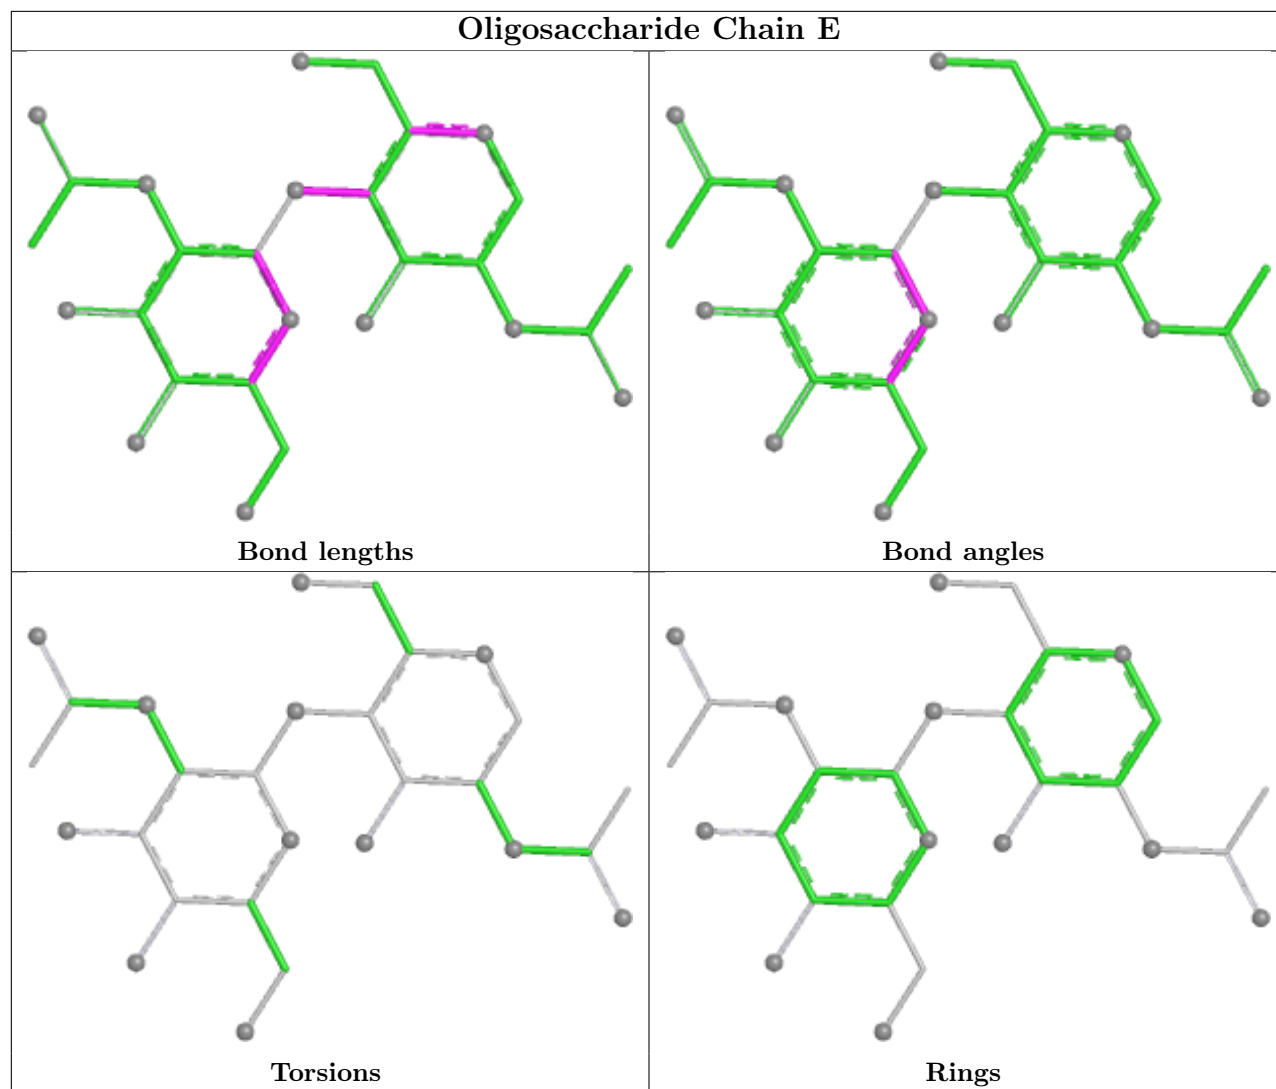 Oligosaccharide Chain E
Bond lengths
Bond angles
Torsions
Rings